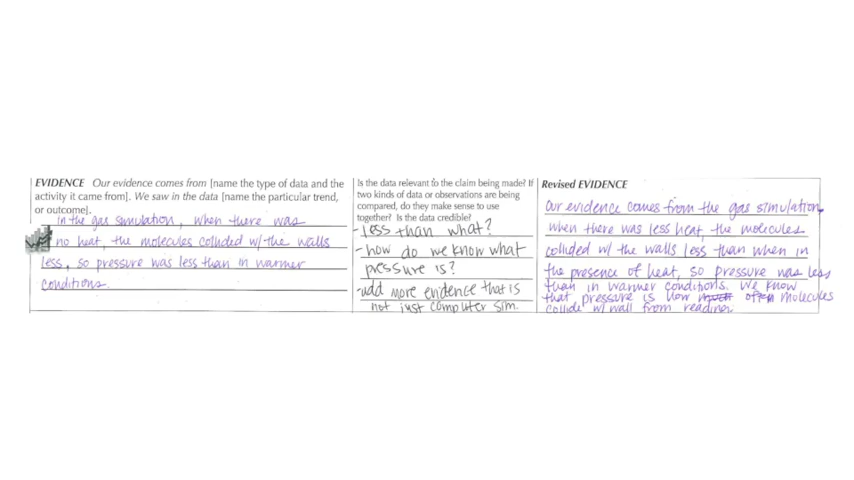 EVIDENCE Our evidence comes from [name the type of data and the
activity it came from]. We saw in the data [name the particular trend,
or outcome].
in the gas simulation, when there was
no heat, the molecules collided w/ the walls
less, so pressure was less than in warmer
conditions.
Is the data relevant to the claim being made? If
two kinds of data or observations are being
compared, do they make sense to use
together? Is the data credible?
-less than what?
-how do we know what
pressure is?
-add more evidence that is
not just computer sim.
Revised EVIDENCE
Our evidence comes from the gas simulation,
when there was less heat, the molecules
collided w/ the walls less than when in
the presence of heat, so pressure was less
than in warmer conditions. We know
that pressure is how often molecules
collide w/ wall from reading